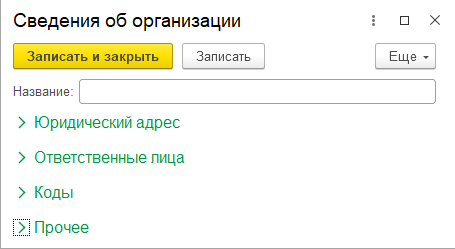 Сведения об организации
Записать и закрыть Записать Еще
Название:
Юридический адрес
Ответственные лица
Коды
Прочее